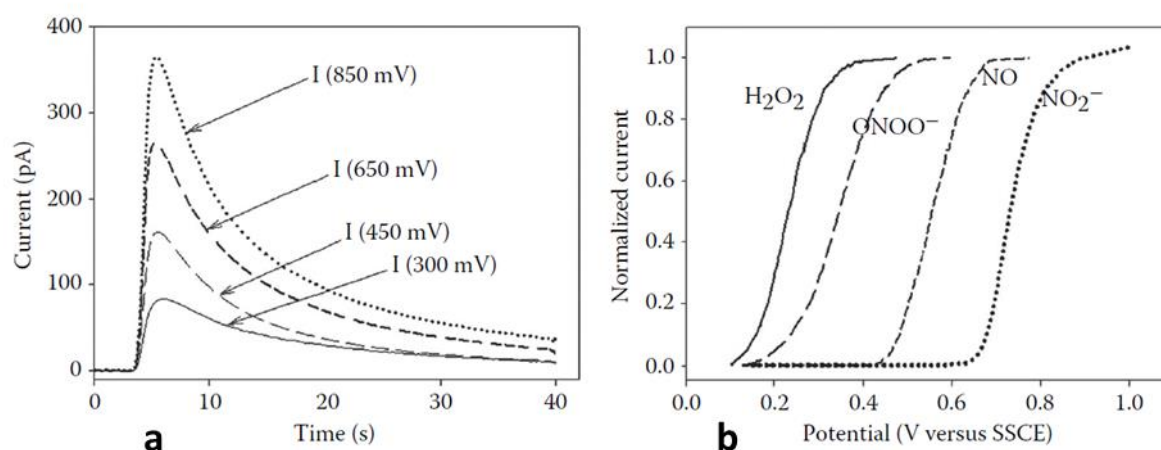 400
300
200
100
0
Current (pA)
I (850 mV)
I (650 mV)
I (450 mV)
I (300 mV)
0 10 20 30 40
Time (s)
a
1.0
0.8
0.6
0.4
0.2
0.0
Normalized current
H₂O₂
ONOO⁻
NO
NO₂⁻
0.0 0.2 0.4 0.6 0.8 1.0
Potential (V versus SSCE)
b